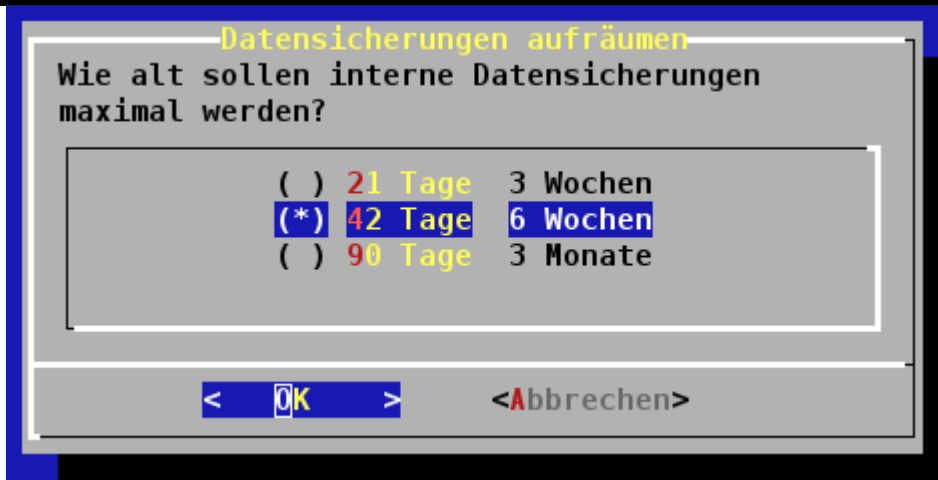 Datensicherungen aufräumen
Wie alt sollen interne Datensicherungen
maximal werden?
( ) 21 Tage 3 Wochen
(*) 42 Tage 6 Wochen
( ) 90 Tage 3 Monate
< OK > <Abbrechen>